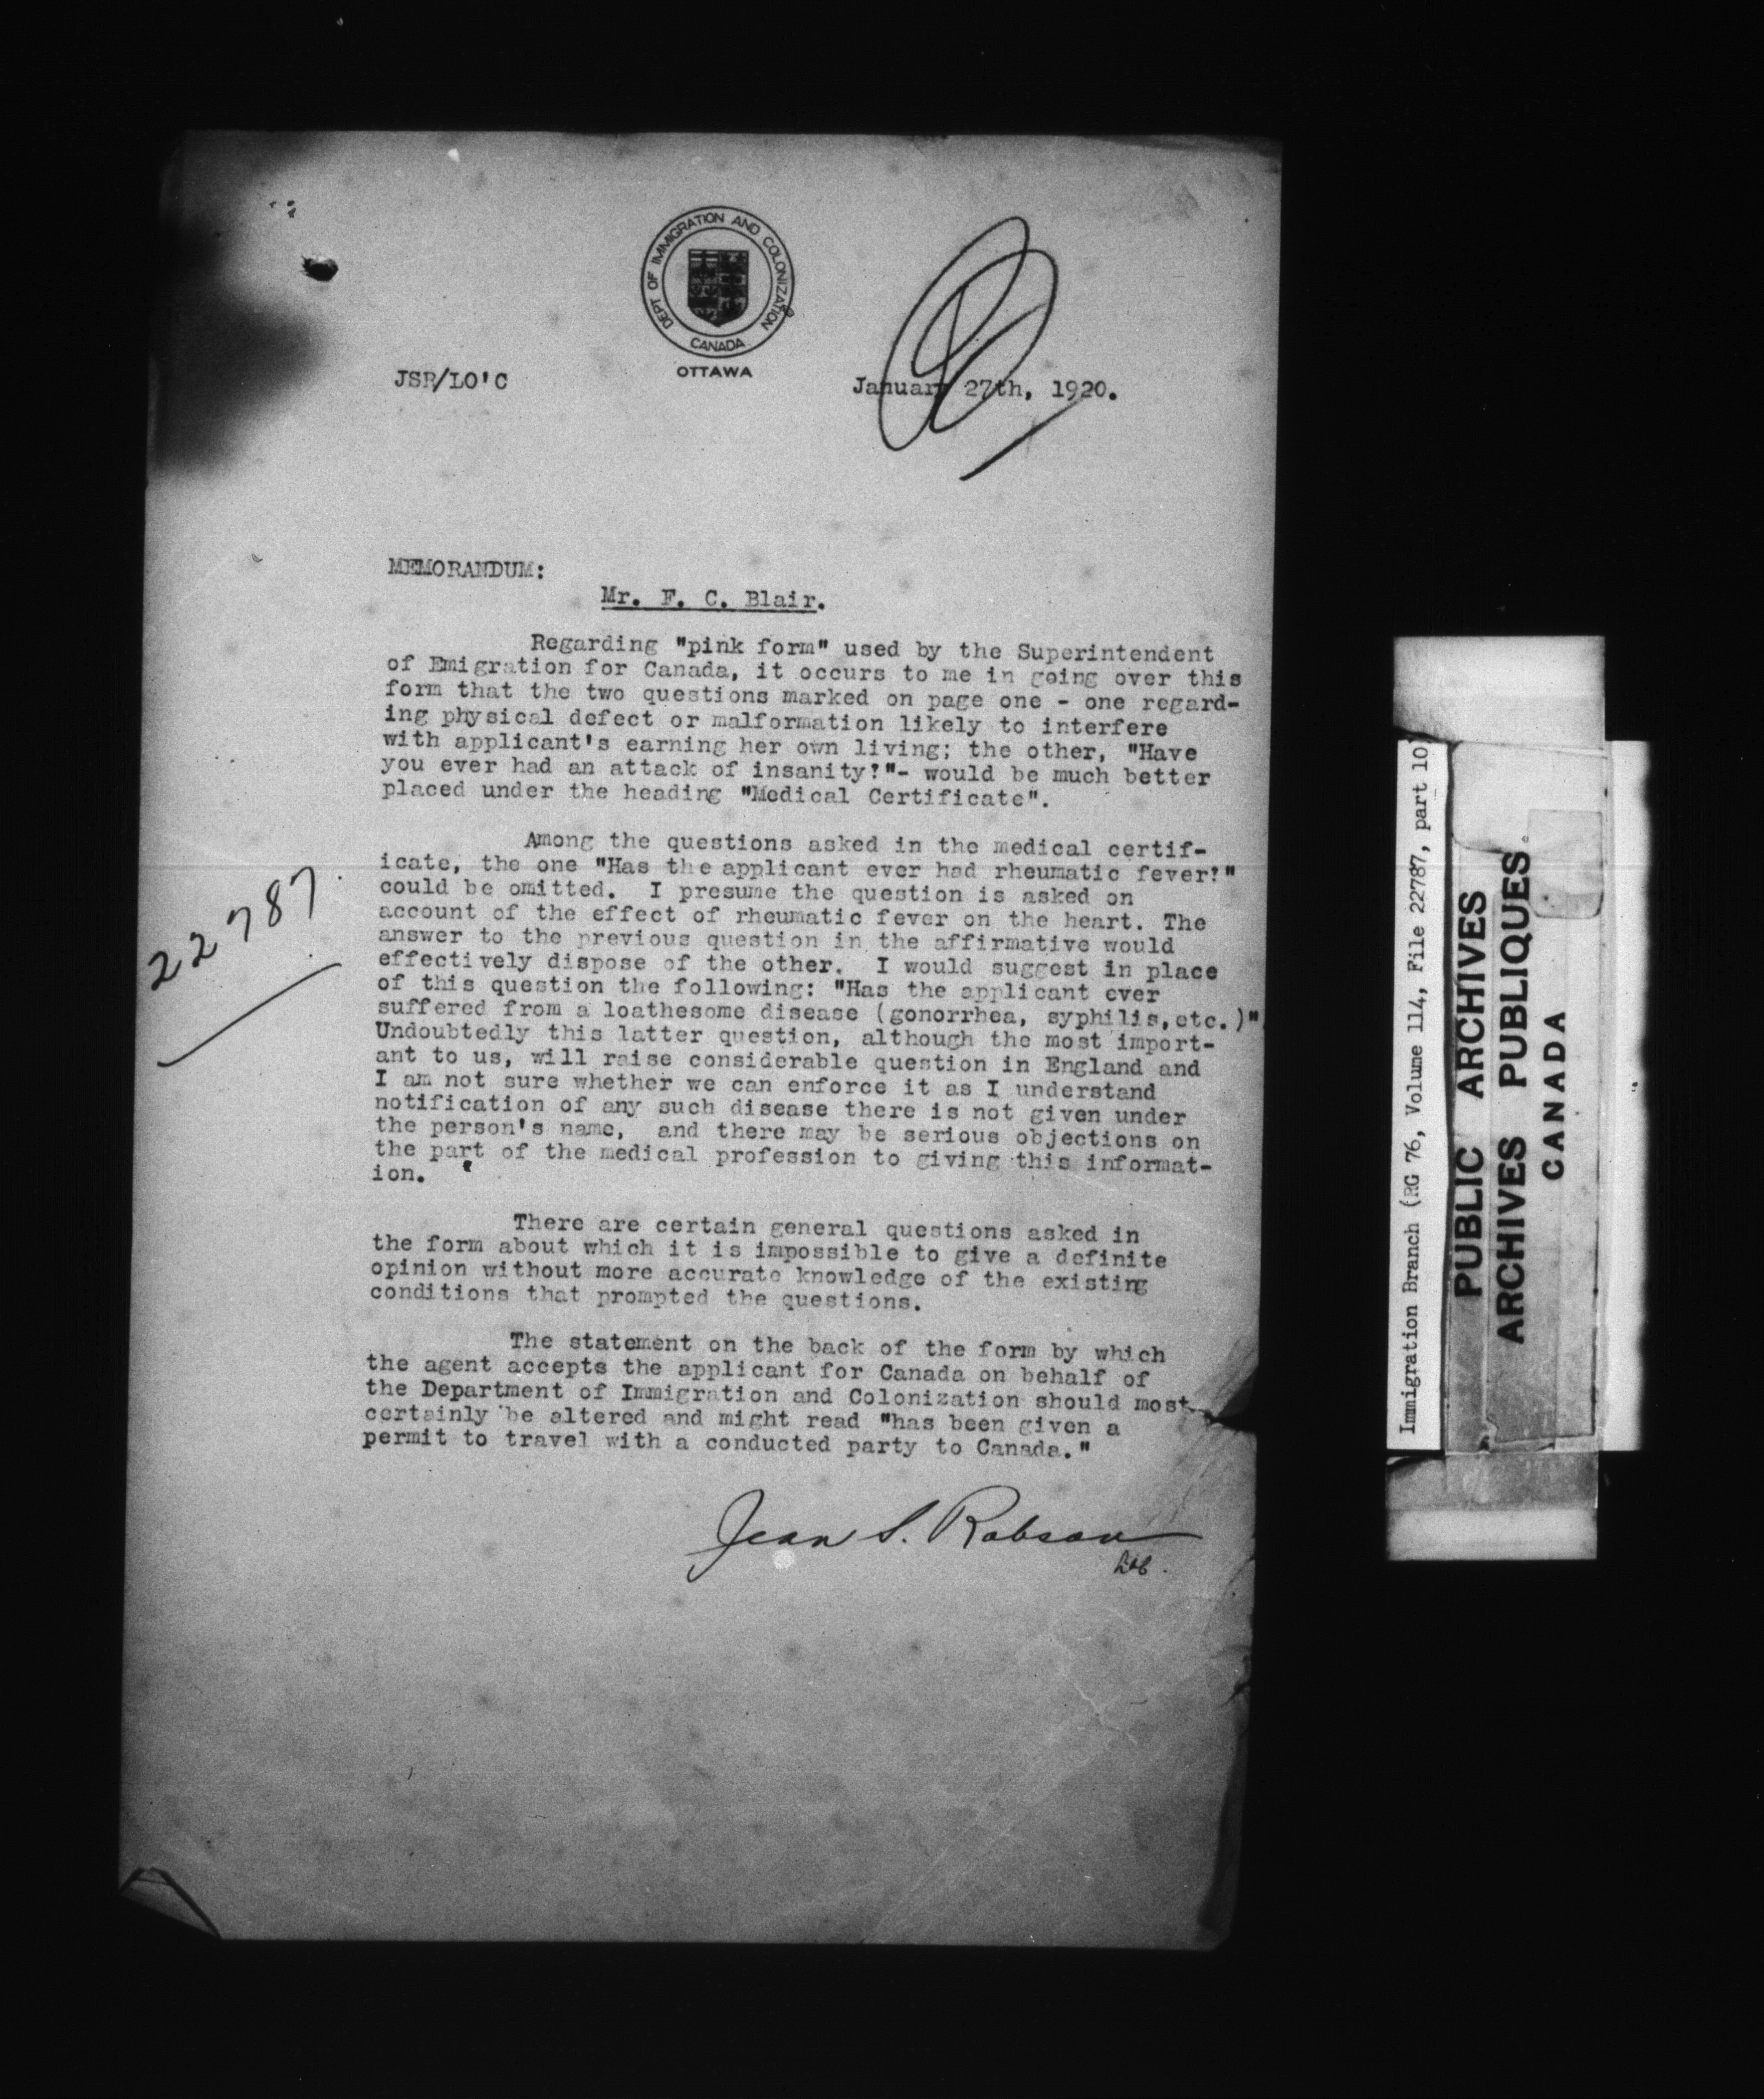 DEPT OF IMMIGRATION AND COLONIZATION
CANADA
OTTAWA
JSR/LO'C
January 27th, 1920.
MEMORANDUM:
Mr. F. C. Blair.
Regarding "pink form" used by the Superintendent
of Emigration for Canada, it occurs to me in going over this
form that the two questions marked on page one - one regard-
ing physical defect or malformation likely to interfere
with applicant's earning her own living; the other, "Have
you ever had an attack of insanity?"- would be much better
placed under the heading "Medical Certificate".
Among the questions asked in the medical certif-
icate, the one "Has the applicant ever had rheumatic fever?"
could be omitted. I presume the question is asked on
account of the effect of rheumatic fever on the heart. The
answer to the previous question in the affirmative would
effectively dispose of the other. I would suggest in place
of this question the following: "Has the applicant ever
suffered from a loathesome disease (gonorrhea, syphilis,etc.)"
Undoubtedly this latter question, although the most import-
ant to us, will raise considerable question in England and
I am not sure whether we can enforce it as I understand
notification of any such disease there is not given under
the person's name, and there may be serious objections on
the part of the medical profession to giving this informat-
ion.
There are certain general questions asked in
the form about which it is impossible to give a definite
opinion without more accurate knowledge of the existing
conditions that prompted the questions.
The statement on the back of the form by which
the agent accepts the applicant for Canada on behalf of
the Department of Immigration and Colonization should most
certainly be altered and might read "has been given a
permit to travel with a conducted party to Canada."
Jean S. Robson
22787
Immigration Branch (RG 76, Volume 114, File 22787, part 10)
PUBLIC ARCHIVES
ARCHIVES PUBLIQUES
CANADA